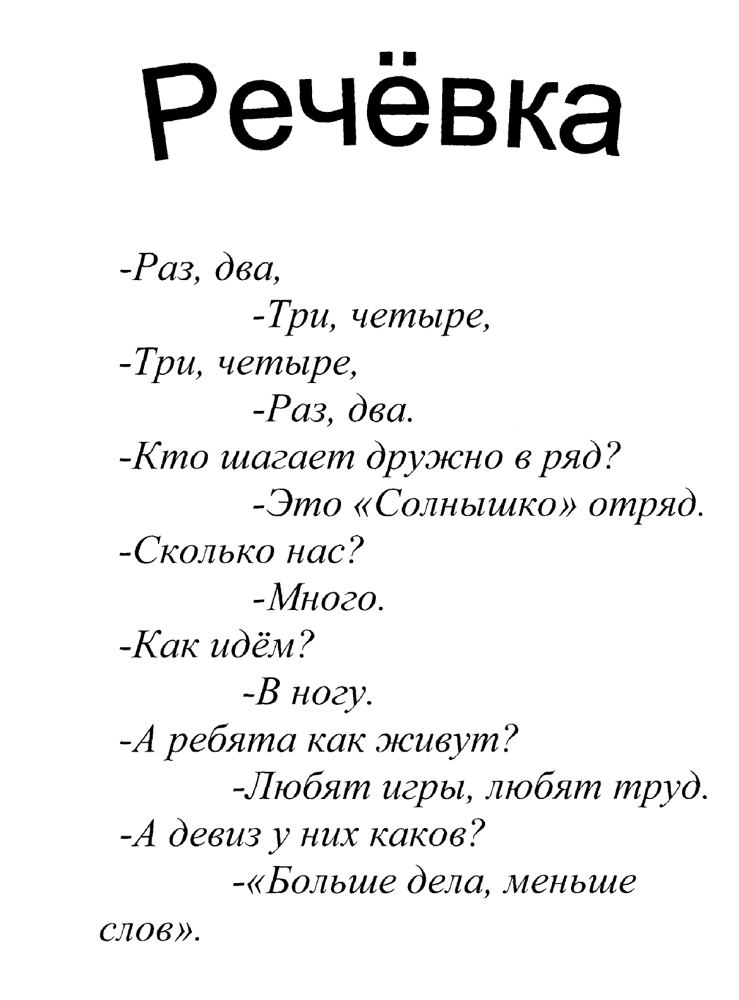 Речёвка
-Раз, два,
-Три, четыре,
-Три, четыре,
-Раз, два.
-Кто шагает дружно в ряд?
-Это «Солнышко» отряд.
-Сколько нас?
-Много.
-Как идём?
-В ногу.
-А ребята как живут?
-Любят игры, любят труд.
-А девиз у них каков?
-«Больше дела, меньше
слов».